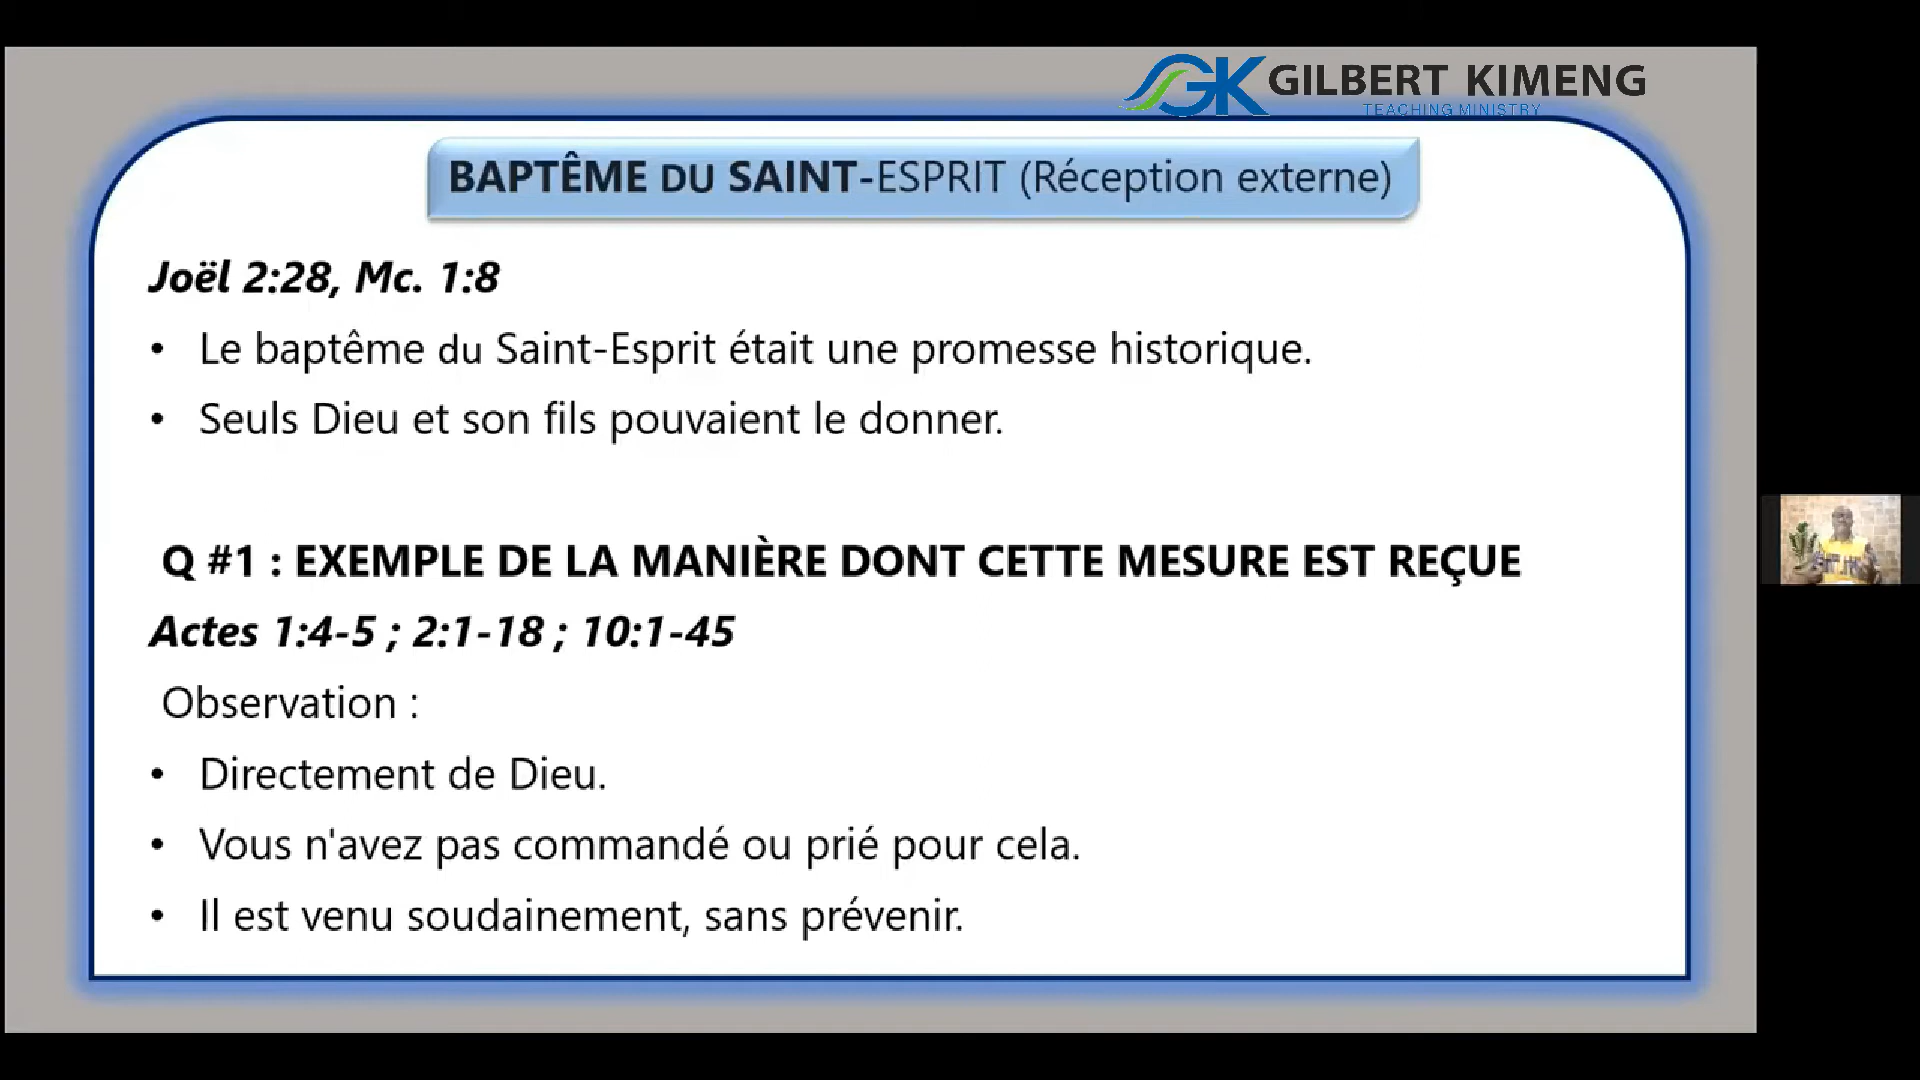 GK GILBERT KIMENG
TEACHING MINISTRY
BAPTÊME DU SAINT-ESPRIT (Réception externe)
Joël 2:28, Mc. 1:8
• Le baptême du Saint-Esprit était une promesse historique.
• Seuls Dieu et son fils pouvaient le donner.
Q #1 : EXEMPLE DE LA MANIÈRE DONT CETTE MESURE EST REÇUE
Actes 1:4-5 ; 2:1-18 ; 10:1-45
Observation :
• Directement de Dieu.
• Vous n'avez pas commandé ou prié pour cela.
• Il est venu soudainement, sans prévenir.